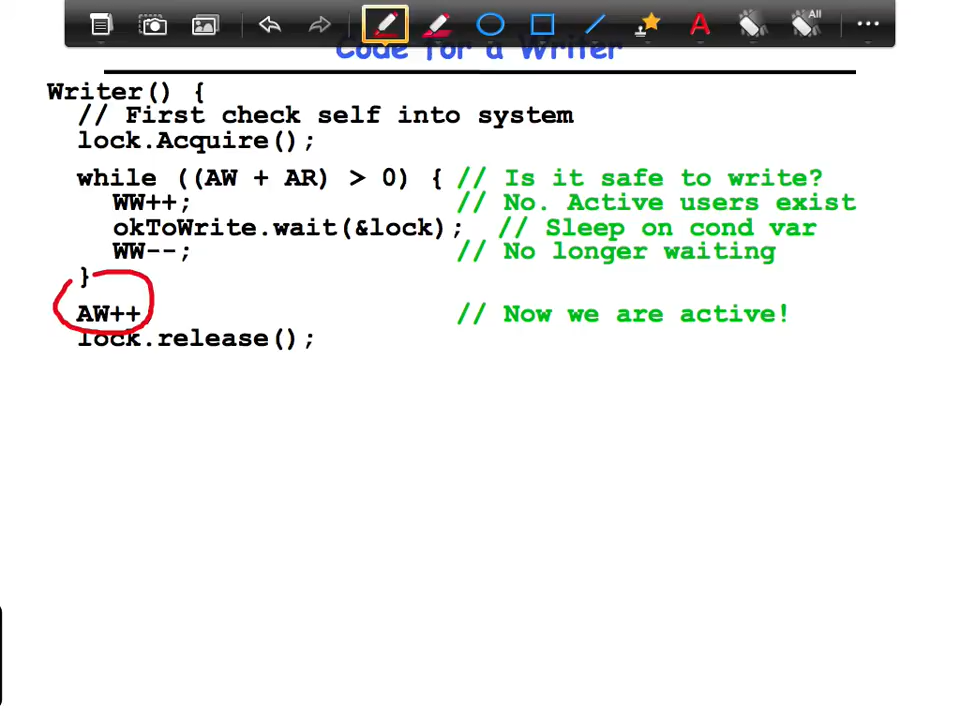 All
A
Code for a Writer
Writer() {
// First check self into system
lock.Acquire();
while ((AW + AR) > 0) { // Is it safe to write?
WW++; // No. Active users exist
okToWrite.wait(&lock); // Sleep on cond var
WW--; // No longer waiting
}
AW++ // Now we are active!
lock.release();